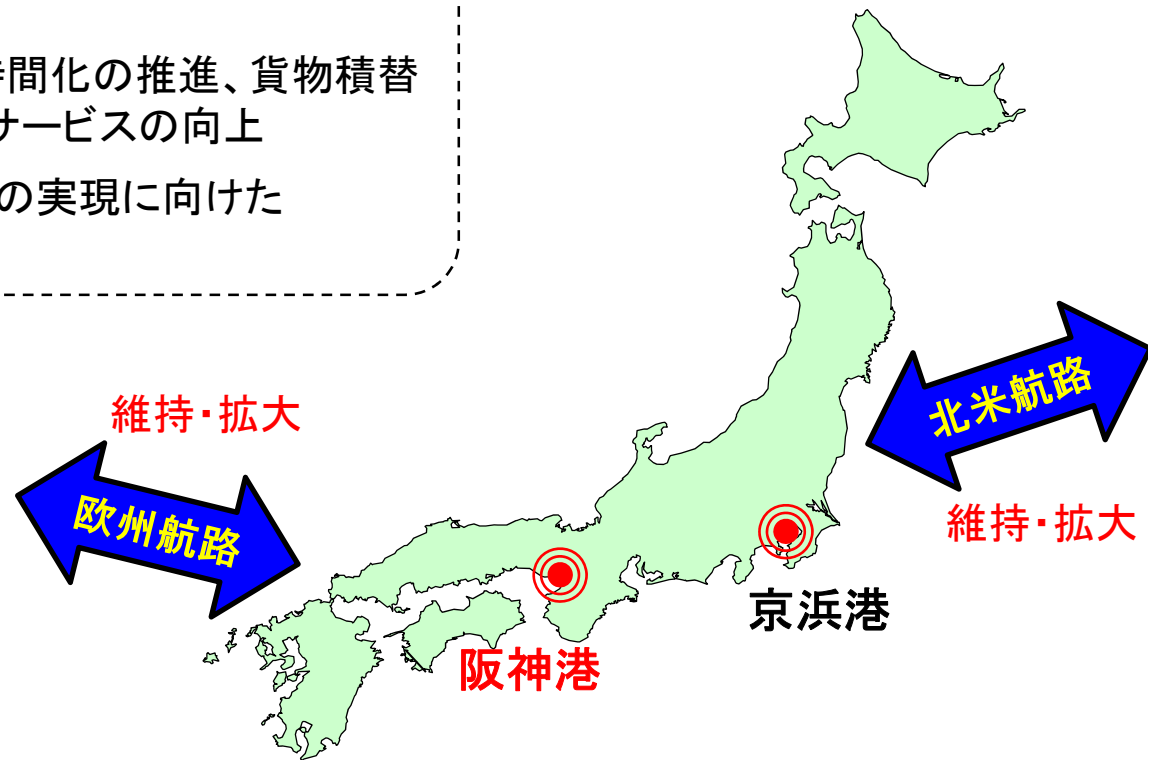 間化の推進、貨物積替
サービスの向上
の実現に向けた
維持・拡大
欧州航路
北米航路
維持・拡大
京浜港
阪神港